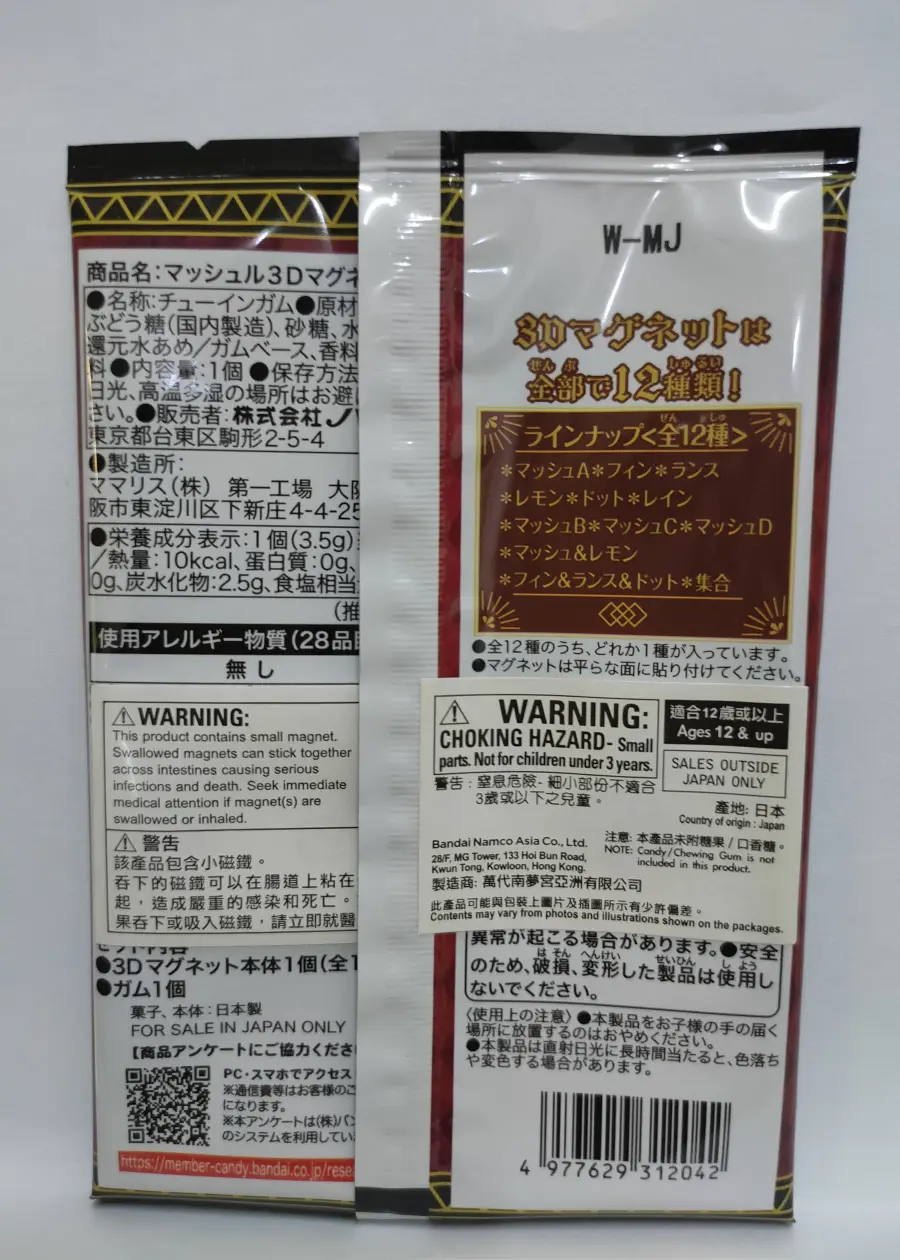 商品名:マッシュル3Dマグネ
●名称:チューインガム●原材
ぶどう糖(国内製造)、砂糖、水
還元水あめ/ガムベース、香料
料●内容量:1個●保存方法
日光、高温多湿の場所はお避け
さい。●販売者:株式会社
東京都台東区駒形2-5-4
●製造所:
ママリス(株) 第一工場 大阪
阪市東淀川区下新庄4-4-25
●栄養成分表示:1個(3.5g)
/熱量:10kcal、蛋白質:0g、
0g、炭水化物:2.5g、食塩相当
(推
使用アレルギー物質(28品目
無し
⚠WARNING:
This product contains small magnet.
Swallowed magnets can stick together
across intestines causing serious
infections and death. Seek immediate
medical attention if magnet(s) are
swallowed or inhaled.
⚠警告
該產品包含小磁鐵。
吞下的磁鐵可以在腸道上粘在
起,造成嚴重的感染和死亡。
果吞下或吸入磁鐵,請立即就醫
セット内容
●3Dマグネット本体1個(全1
●ガム1個
菓子、本体:日本製
FOR SALE IN JAPAN ONLY
【商品アンケートにご協力くださ
PC・スマホでアクセス
※通信費等はお客様のご
になります。
※本アンケートは(株)バン
のシステムを利用してい
https://member-candy.bandai.co.jp/rese
W-MJ
3Dマグネットは
ぜんぶ しゅるい
全部で12種類!
ぜん しゅ
ラインナップ<全12種>
*マッシュA*フィン*ランス
*レモン*ドット*レイン
*マッシュB*マッシュC*マッシュD
*マッシュ&レモン
*フィン&ランス&ドット*集合
●全12種のうち、どれか1種が入っています。
●マグネットは平らな面に貼り付けてください。
⚠WARNING:
CHOKING HAZARD- Small
parts. Not for children under 3 years.
適合12歲或以上
Ages 12 & up
SALES OUTSIDE
JAPAN ONLY
警告:窒息危險-細小部份不適合
3歲或以下之兒童。
產地:日本
Country of origin : Japan
Bandai Namco Asia Co., Ltd.
28/F, MG Tower, 133 Hoi Bun Road,
Kwun Tong, Kowloon, Hong Kong.
製造商:萬代南夢宮亞洲有限公司
注意:本產品未附糖果/口香糖。
NOTE: Candy/Chewing Gum is not
included in this product.
此產品可能與包裝上圖片及插圖所示有少許偏差。
Contents may vary from photos and illustrations shown on the packages.
異常が起こる場合があります。●安全
はそん へんけい せいひん しよう
のため、破損、変形した製品は使用し
ないでください。
〈使用上の注意〉●本製品をお子様の手の届く
場所に放置するのはおやめください。
●本製品は直射日光に長時間当たると、色落ち
や変色する場合があります。
4 977629 312042